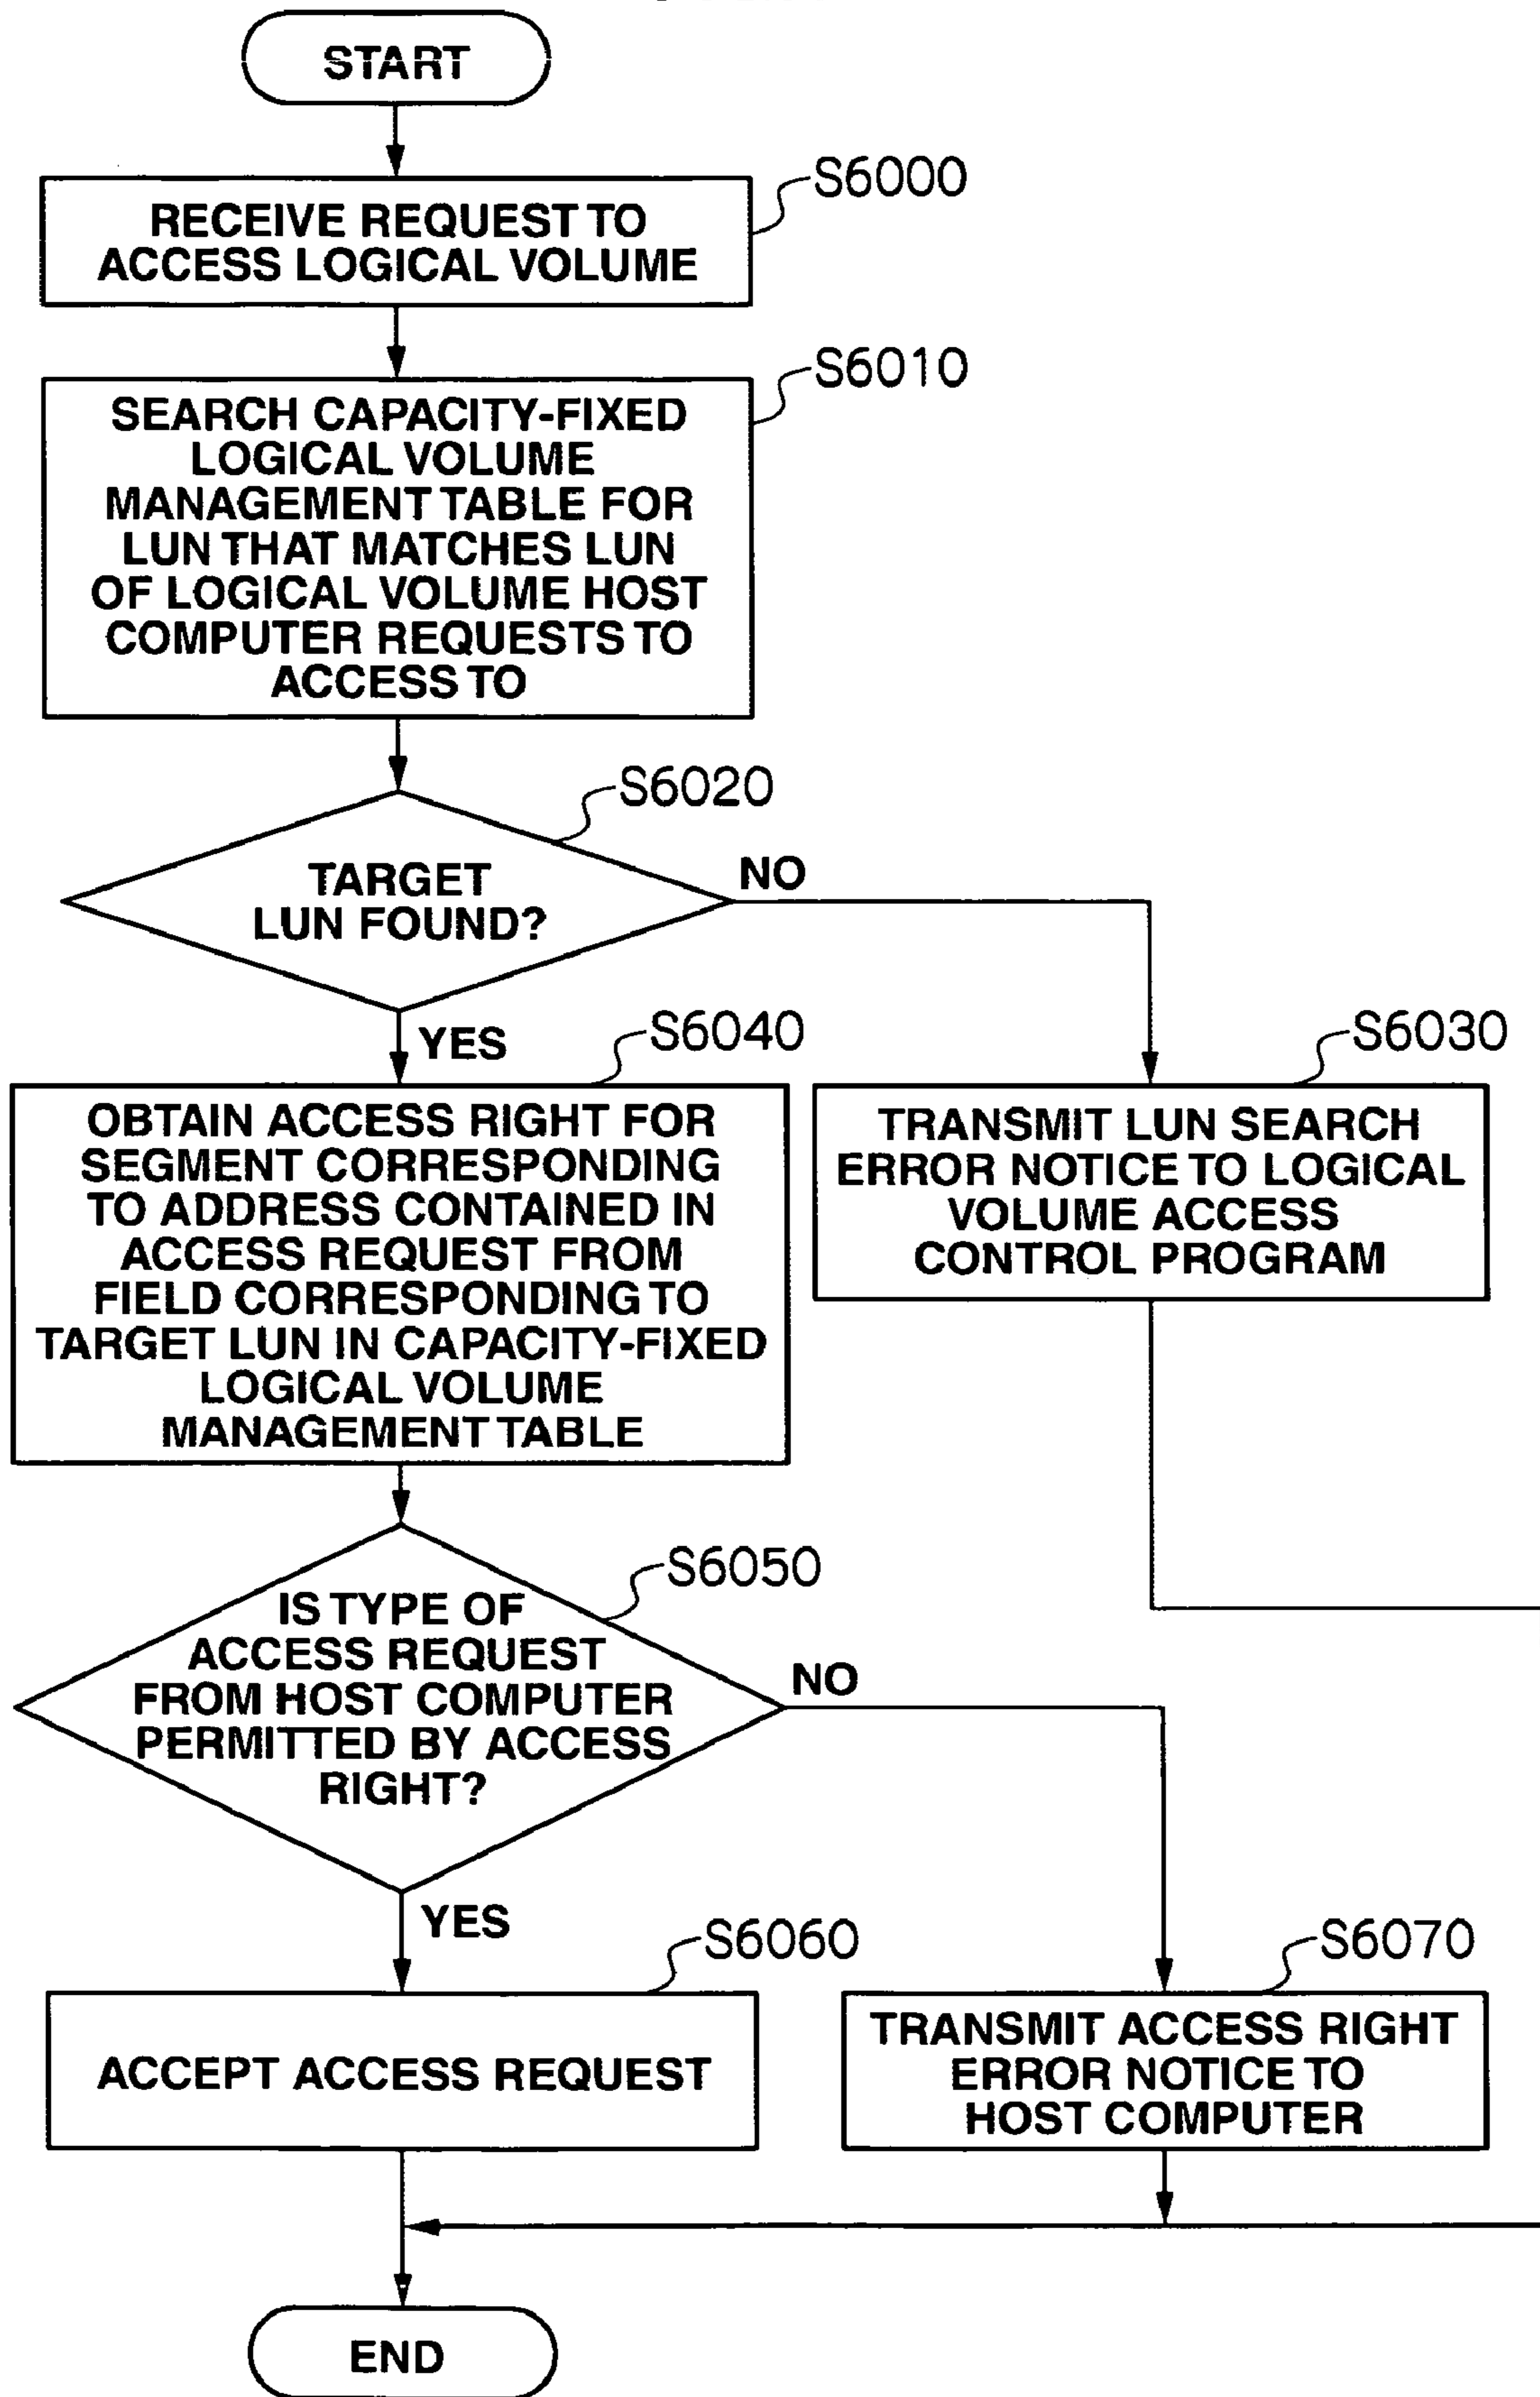 START
S6000
RECEIVE REQUEST TO
ACCESS LOGICAL VOLUME
S6010
SEARCH CAPACITY-FIXED
LOGICAL VOLUME
MANAGEMENT TABLE FOR
LUN THAT MATCHES LUN
OF LOGICAL VOLUME HOST
COMPUTER REQUESTS TO
ACCESS TO
S6020
TARGET
LUN FOUND?
NO
YES
S6040
OBTAIN ACCESS RIGHT FOR
SEGMENT CORRESPONDING
TO ADDRESS CONTAINED IN
ACCESS REQUEST FROM
FIELD CORRESPONDING TO
TARGET LUN IN CAPACITY-FIXED
LOGICAL VOLUME
MANAGEMENT TABLE
S6030
TRANSMIT LUN SEARCH
ERROR NOTICE TO LOGICAL
VOLUME ACCESS
CONTROL PROGRAM
S6050
IS TYPE OF
ACCESS REQUEST
FROM HOST COMPUTER
PERMITTED BY ACCESS
RIGHT?
NO
YES
S6060
ACCEPT ACCESS REQUEST
S6070
TRANSMIT ACCESS RIGHT
ERROR NOTICE TO
HOST COMPUTER
END